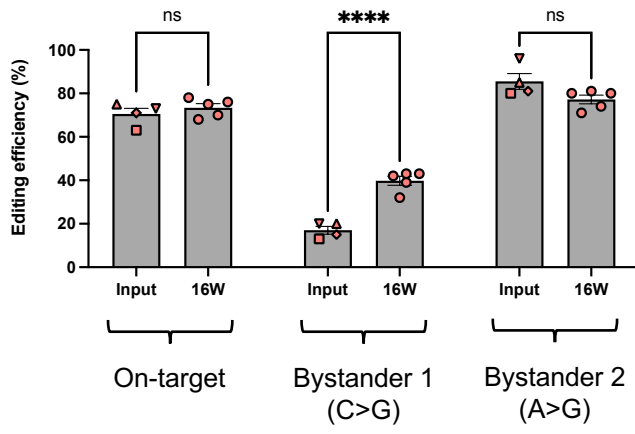 ns
****
ns
Editing efficiency (%)
100
80
60
40
20
0
Input 16W Input 16W Input 16W
On-target Bystander 1 Bystander 2
(C>G) (A>G)